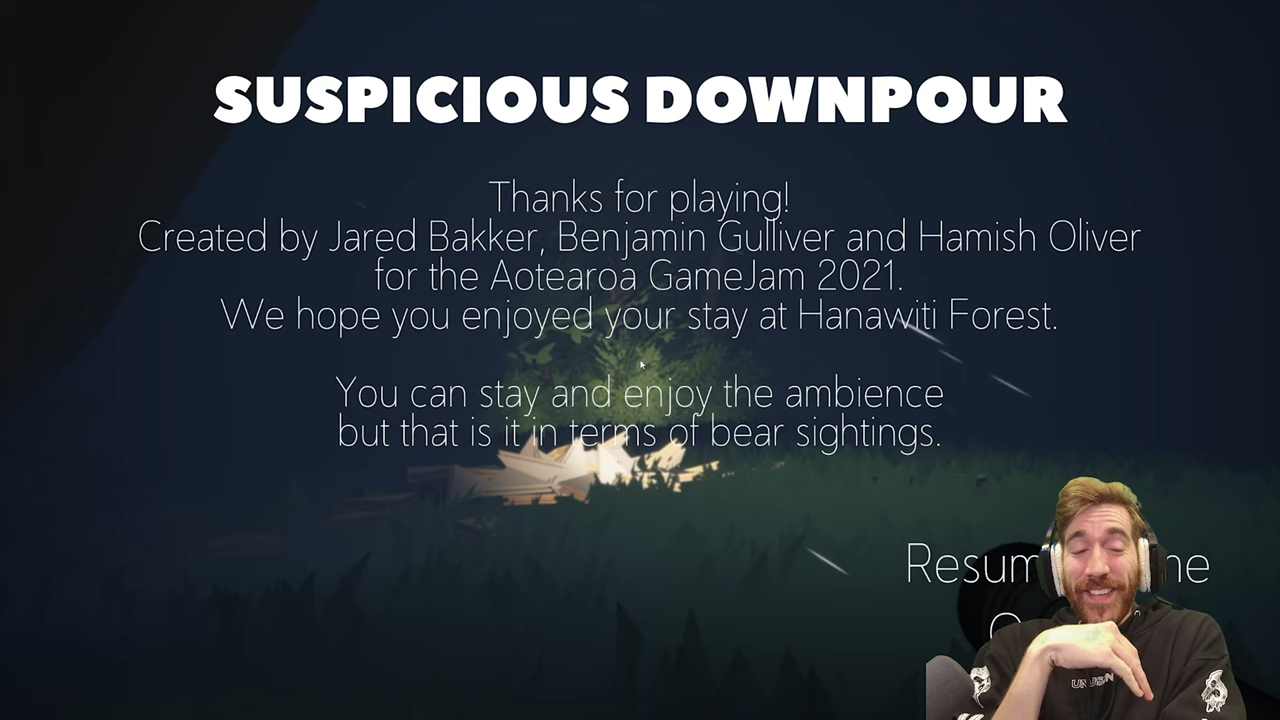 SUSPICIOUS DOWNPOUR
Thanks for playing!
Created by Jared Bakker, Benjamin Gulliver and Hamish Oliver
for the Aotearoa GameJam 2021.
We hope you enjoyed your stay at Hanawiti Forest.
You can stay and enjoy the ambience
but that is it in terms of bear sightings.